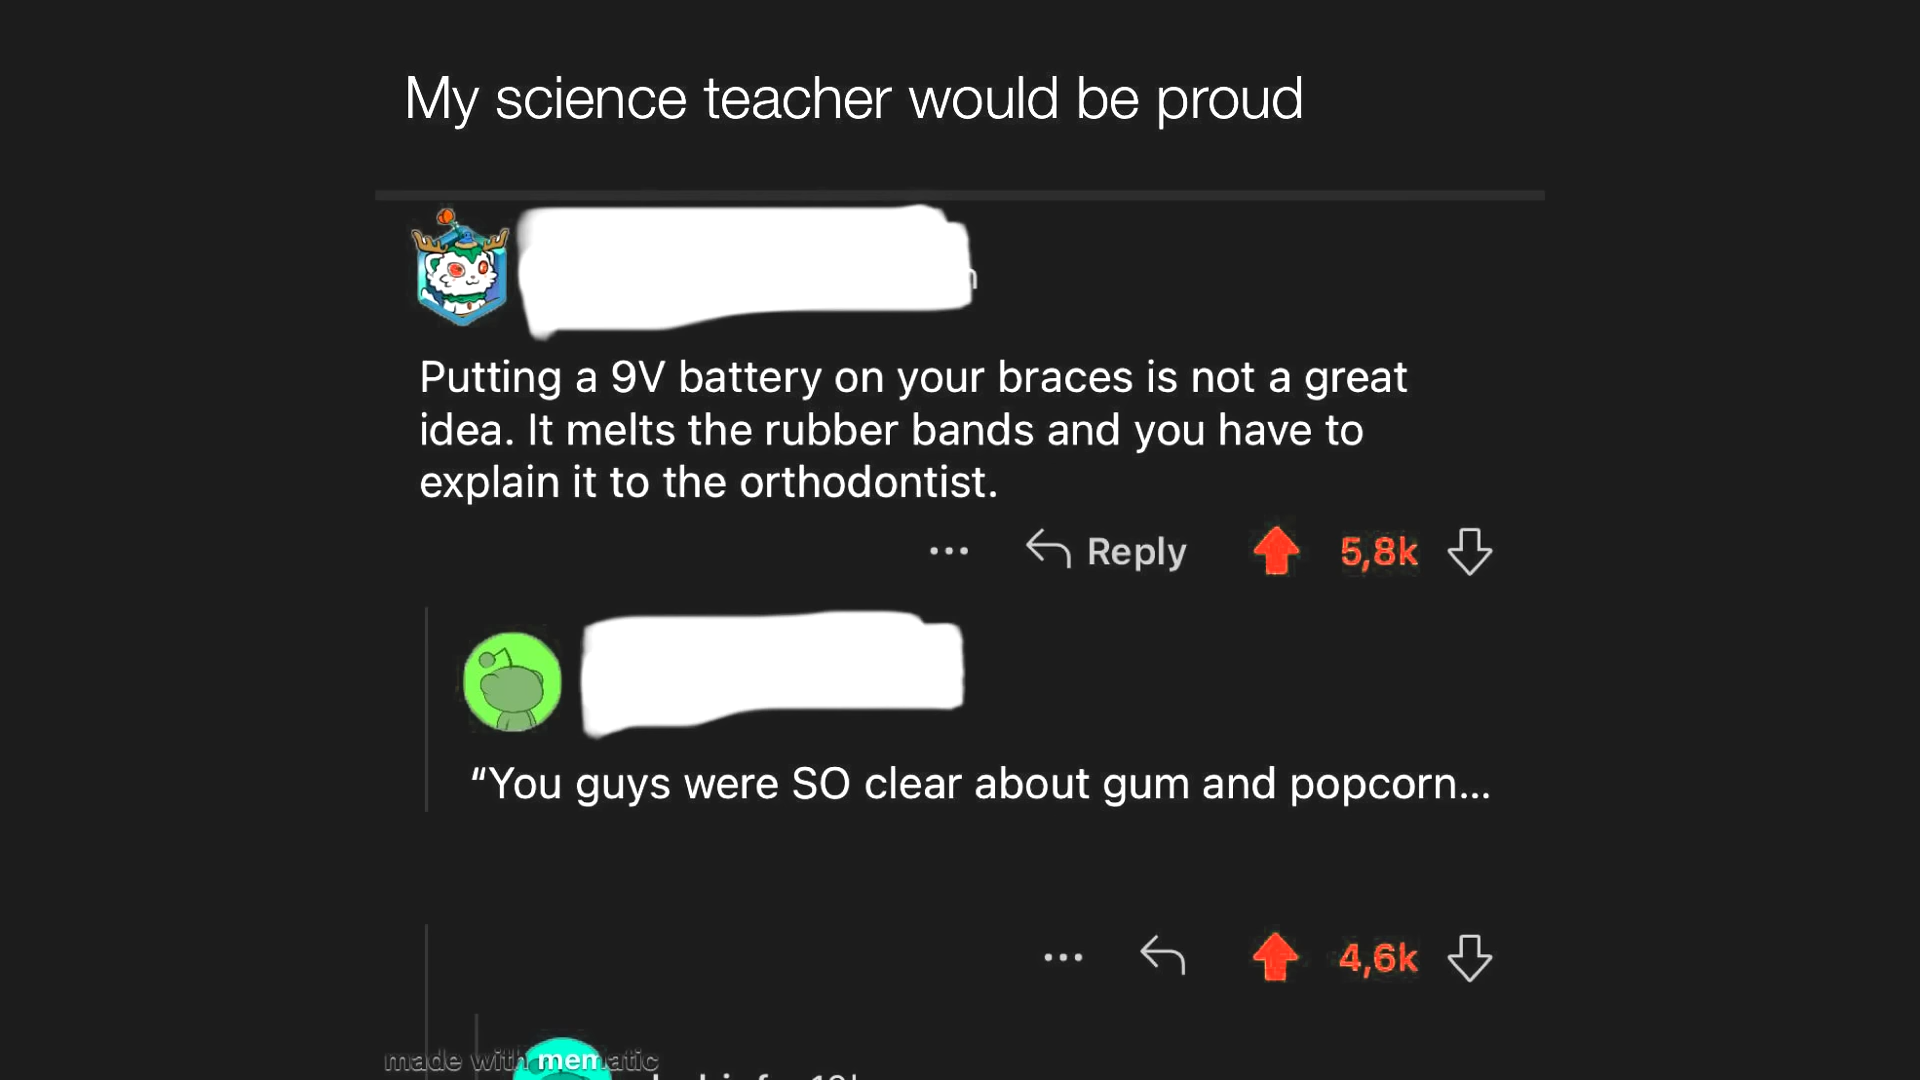 My science teacher would be proud
Putting a 9V battery on your braces is not a great
idea. It melts the rubber bands and you have to
explain it to the orthodontist.
... Reply 5,8k
“You guys were SO clear about gum and popcorn...
... 4,6k
made with mematic